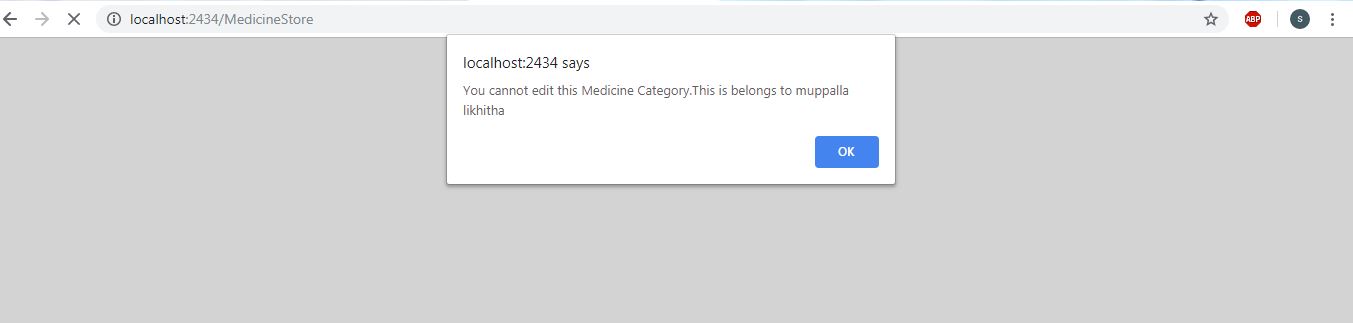 localhost:2434/MedicineStore
ABP
S
localhost:2434 says
You cannot edit this Medicine Category.This is belongs to muppalla
likhitha
OK